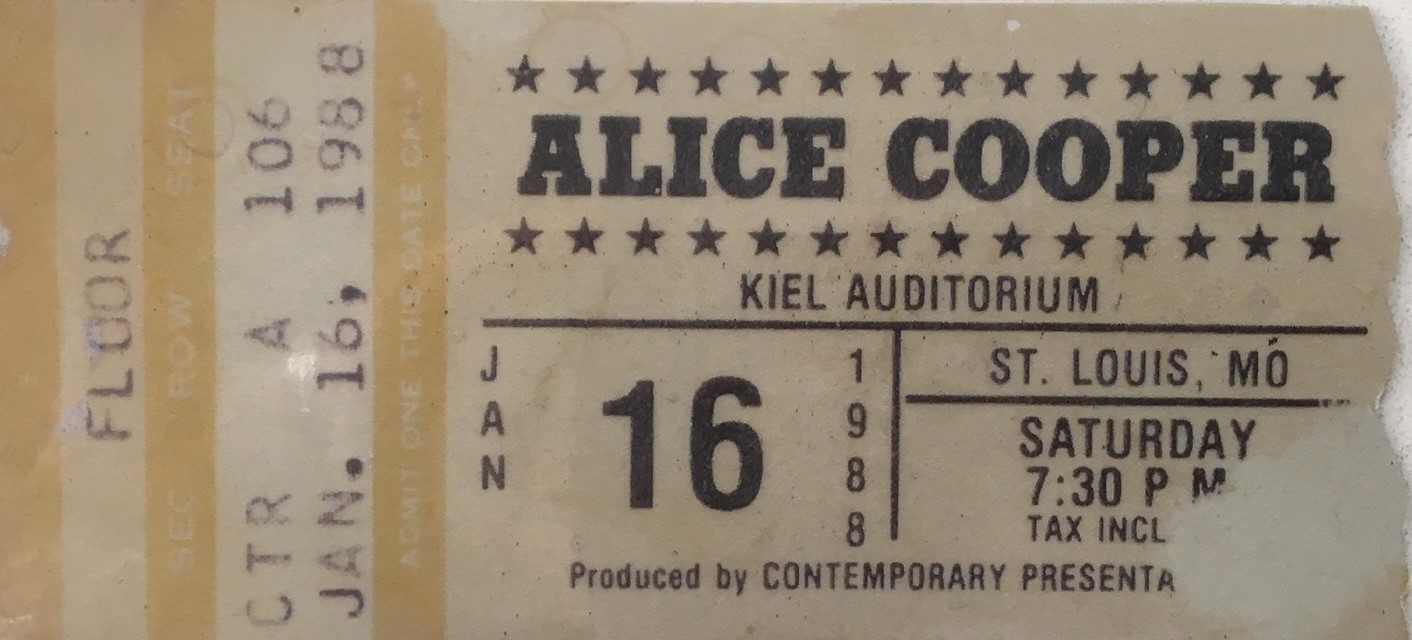 FLOOR
SEC ROW SEAT
CTR A 106
JAN. 16, 1988
ADMIT ONE THIS DATE
★ ★ ★ ★ ★ ★ ★ ★ ★ ★ ★ ★ ★ ★
ALICE COOPER
★ ★ ★ ★ ★ ★ ★ ★ ★ ★ ★ ★ ★ ★
KIEL AUDITORIUM
JAN 16 1988
ST. LOUIS, MO
SATURDAY
7:30 P M
TAX INCL
Produced by CONTEMPORARY PRESENTA